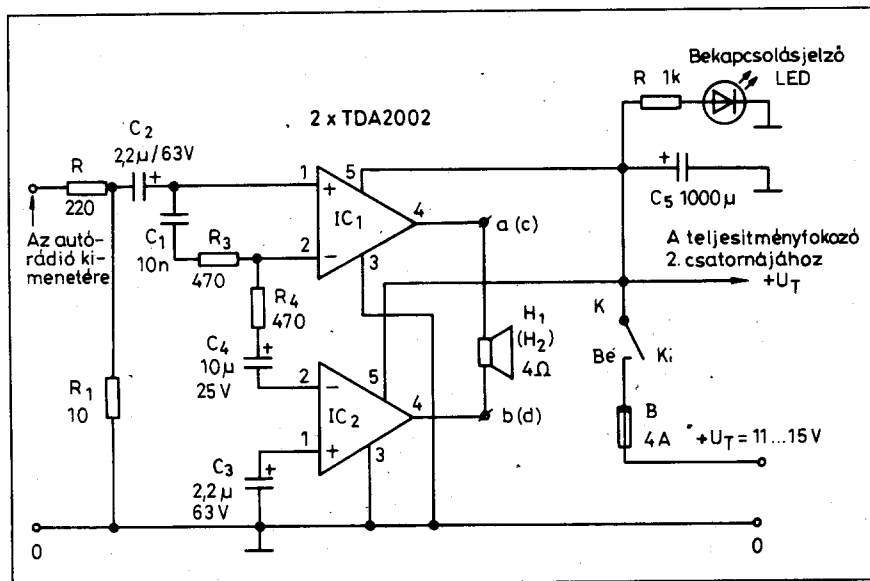 Bekapcsolásjelző
LED
R 1k
2 x TDA2002
C2
2,2µ/63V
+
R
220
1
+
5
IC1
4
a (c)
+
C5 1000µ
Az autó-
rádió ki-
menetére
C1
10n
R3
470
2
−
3
A teljesítményfokozó
2. csatornájához
+UT
R4
470
K
H1
(H2)
4Ω
Bé
Ki
C4
10µ
25V
+
2
−
5
IC2
4
b (d)
R1
10
1
+
3
B
4A
+UT = 11...15V
C3
2,2µ
63V
+
0
0